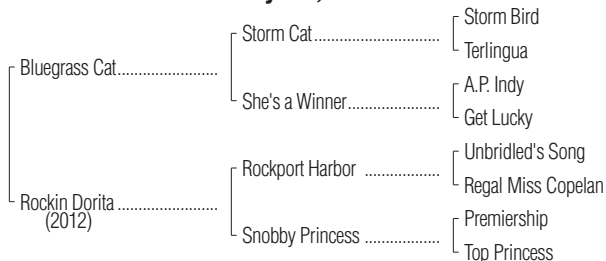 Storm Bird
Storm Cat
Terlingua
Bluegrass Cat
A.P. Indy
She's a Winner
Get Lucky
Unbridled's Song
Rockport Harbor
Regal Miss Copelan
Rockin Dorita
(2012)
Premiership
Snobby Princess
Top Princess